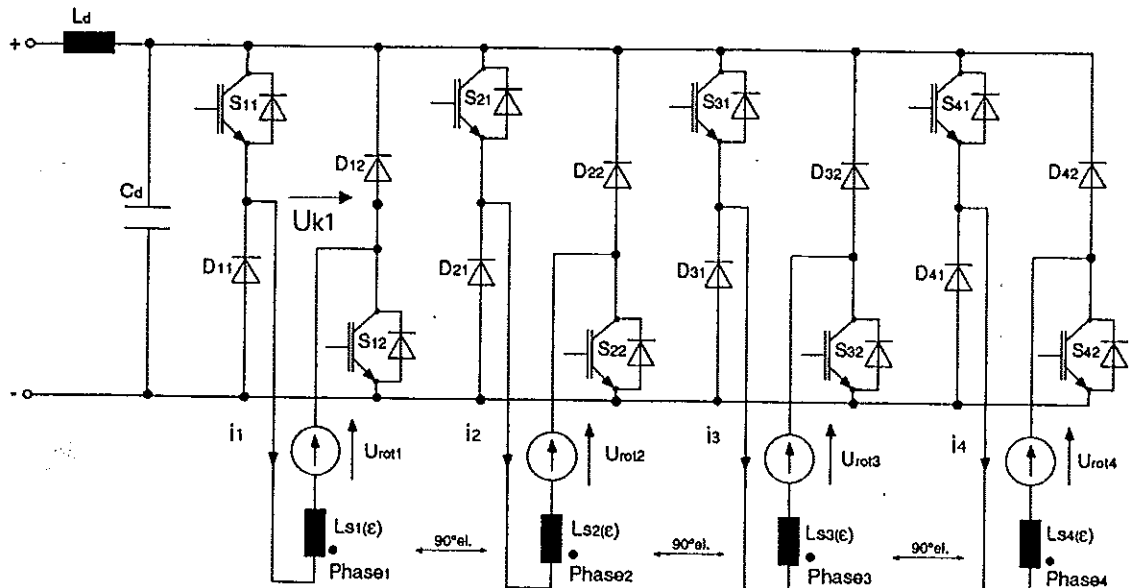 Ld
+
S11
S21
S31
S41
D12
D22
D32
D42
Cd
Uk1
D11
D21
D31
D41
S12
S22
S32
S42
-
i1
i2
i3
i4
Urot1
Urot2
Urot3
Urot4
Ls1(ε)
Ls2(ε)
Ls3(ε)
Ls4(ε)
90°el.
90°el.
90°el.
Phase1
Phase2
Phase3
Phase4